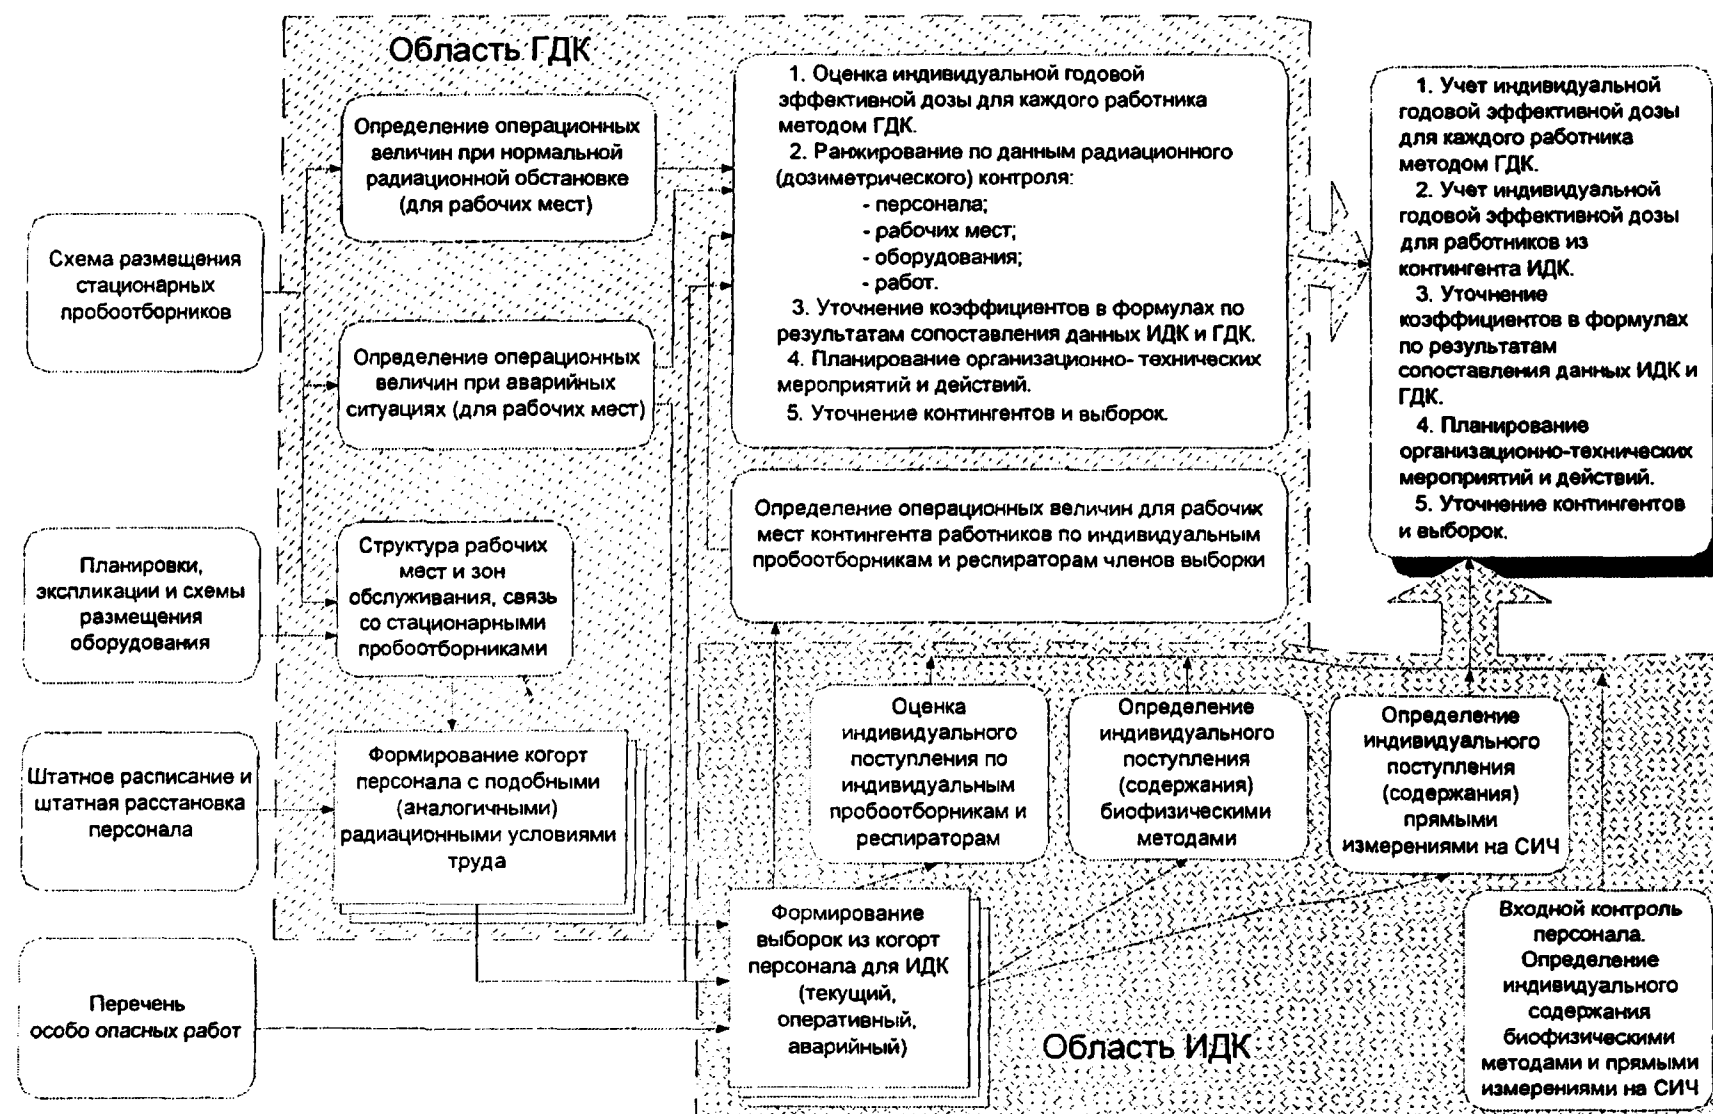 Область ГДК
Схема размещения
стационарных
пробоотборников
Планировки,
экспликации и схемы
размещения
оборудования
Штатное расписание и
штатная расстановка
персонала
Перечень
особо опасных работ
Определение операционных
величин при нормальной
радиационной обстановке
(для рабочих мест)
Определение операционных
величин при аварийных
ситуациях (для рабочих мест)
Структура рабочих
мест и зон
обслуживания, связь
со стационарными
пробоотборниками
Формирование когорт
персонала с подобными
(аналогичными)
радиационными условиями
труда
1. Оценка индивидуальной годовой
эффективной дозы для каждого работника
методом ГДК.
2. Ранжирование по данным радиационного
(дозиметрического) контроля:
- персонала;
- рабочих мест;
- оборудования;
- работ.
3. Уточнение коэффициентов в формулах по
результатам сопоставления данных ИДК и ГДК.
4. Планирование организационно-технических
мероприятий и действий.
5. Уточнение контингентов и выборок.
Определение операционных величин для рабочих
мест контингента работников по индивидуальным
пробоотборникам и респираторам членов выборки
1. Учет индивидуальной
годовой эффективной дозы
для каждого работника
методом ГДК.
2. Учет индивидуальной
годовой эффективной дозы
для работников из
контингента ИДК.
3. Уточнение
коэффициентов в формулах
по результатам
сопоставления данных ИДК и
ГДК.
4. Планирование
организационно-технических
мероприятий и действий.
5. Уточнение контингентов
и выборок.
Оценка
индивидуального
поступления по
индивидуальным
пробоотборникам и
респираторам
Определение
индивидуального
поступления
(содержания)
биофизическими
методами
Определение
индивидуального
поступления
(содержания)
прямыми
измерениями на СИЧ
Формирование
выборок из когорт
персонала для ИДК
(текущий,
оперативный,
аварийный)
Входной контроль
персонала.
Определение
индивидуального
содержания
биофизическими
методами и прямыми
измерениями на СИЧ
Область ИДК